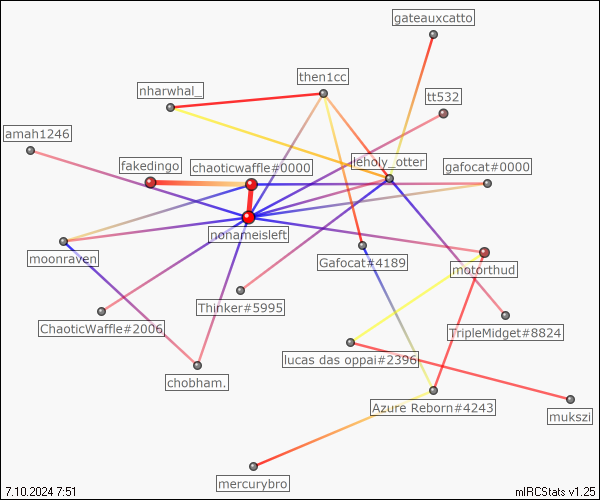 gateauxcatto
then1cc
nharwhal_
tt532
amah1246
fakedingo
chaoticwaffle#0000
leholy_otter
gafocat#0000
nonameisleft
moonraven
Gafocat#4189
motorthud
Thinker#5995
ChaoticWaffle#2006
TripleMidget#8824
lucas das oppai#2396
chobham.
Azure Reborn#4243
mukszi
mercurybro
7.10.2024 7:51
mIRCStats v1.25